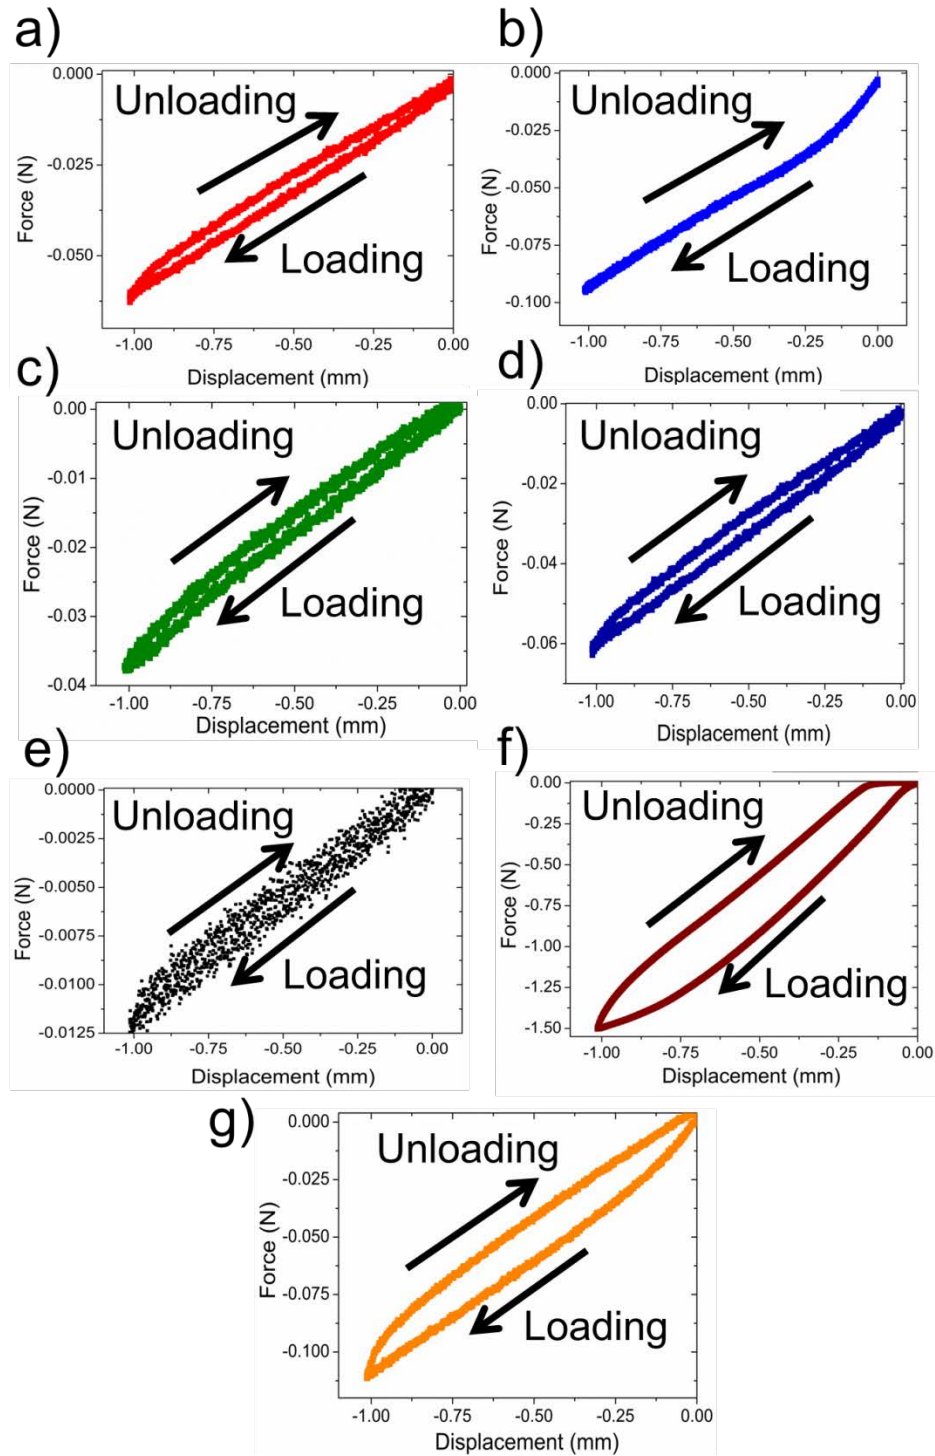 a)
0.000
-0.025
-0.050
Force (N)
Unloading
Loading
-1.00 -0.75 -0.50 -0.25 0.00
Displacement (mm)
b)
0.000
-0.025
-0.050
-0.075
-0.100
Force (N)
Unloading
Loading
-1.00 -0.75 -0.50 -0.25 0.00
Displacement (mm)
c)
0.00
-0.01
-0.02
-0.03
-0.04
Force (N)
Unloading
Loading
-1.00 -0.75 -0.50 -0.25 0.00
Displacement (mm)
d)
0.00
-0.02
-0.04
-0.06
Force (N)
Unloading
Loading
-1.00 -0.75 -0.50 -0.25 0.00
Displacement (mm)
e)
0.0000
-0.0025
-0.0050
-0.0075
-0.0100
-0.0125
Force (N)
Unloading
Loading
-1.00 -0.75 -0.50 -0.25 0.00
Displacement (mm)
f)
0.00
-0.25
-0.50
-0.75
-1.00
-1.25
-1.50
Force (N)
Unloading
Loading
-1.00 -0.75 -0.50 -0.25 0.00
Displacement (mm)
g)
0.000
-0.025
-0.050
-0.075
-0.100
Force (N)
Unloading
Loading
-1.00 -0.75 -0.50 -0.25 0.00
Displacement (mm)